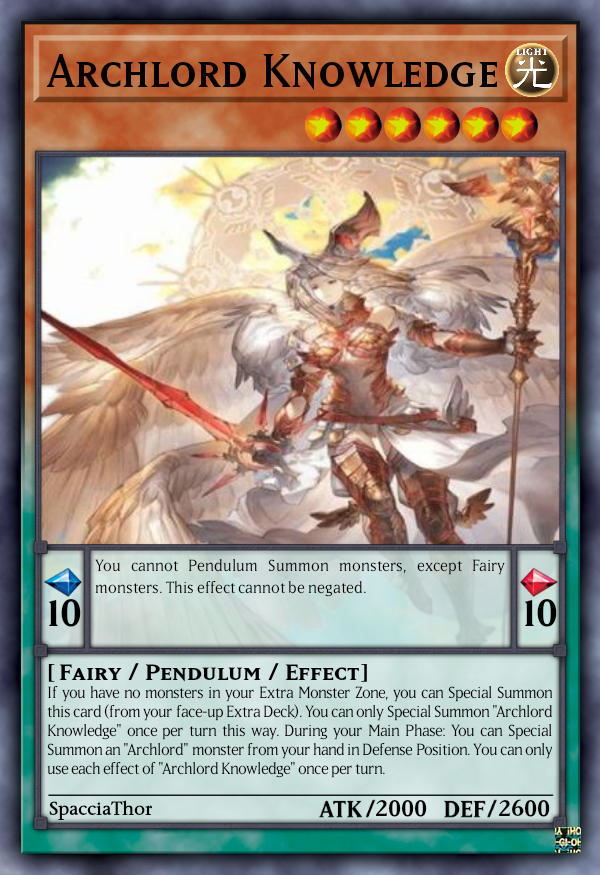 Archlord Knowledge
LIGHT
光
You cannot Pendulum Summon monsters, except Fairy
monsters. This effect cannot be negated.
10
10
[ Fairy / Pendulum / Effect]
If you have no monsters in your Extra Monster Zone, you can Special Summon
this card (from your face-up Extra Deck). You can only Special Summon "Archlord
Knowledge" once per turn this way. During your Main Phase: You can Special
Summon an "Archlord" monster from your hand in Defense Position. You can only
use each effect of "Archlord Knowledge" once per turn.
SpacciaThor ATK/2000 DEF/2600